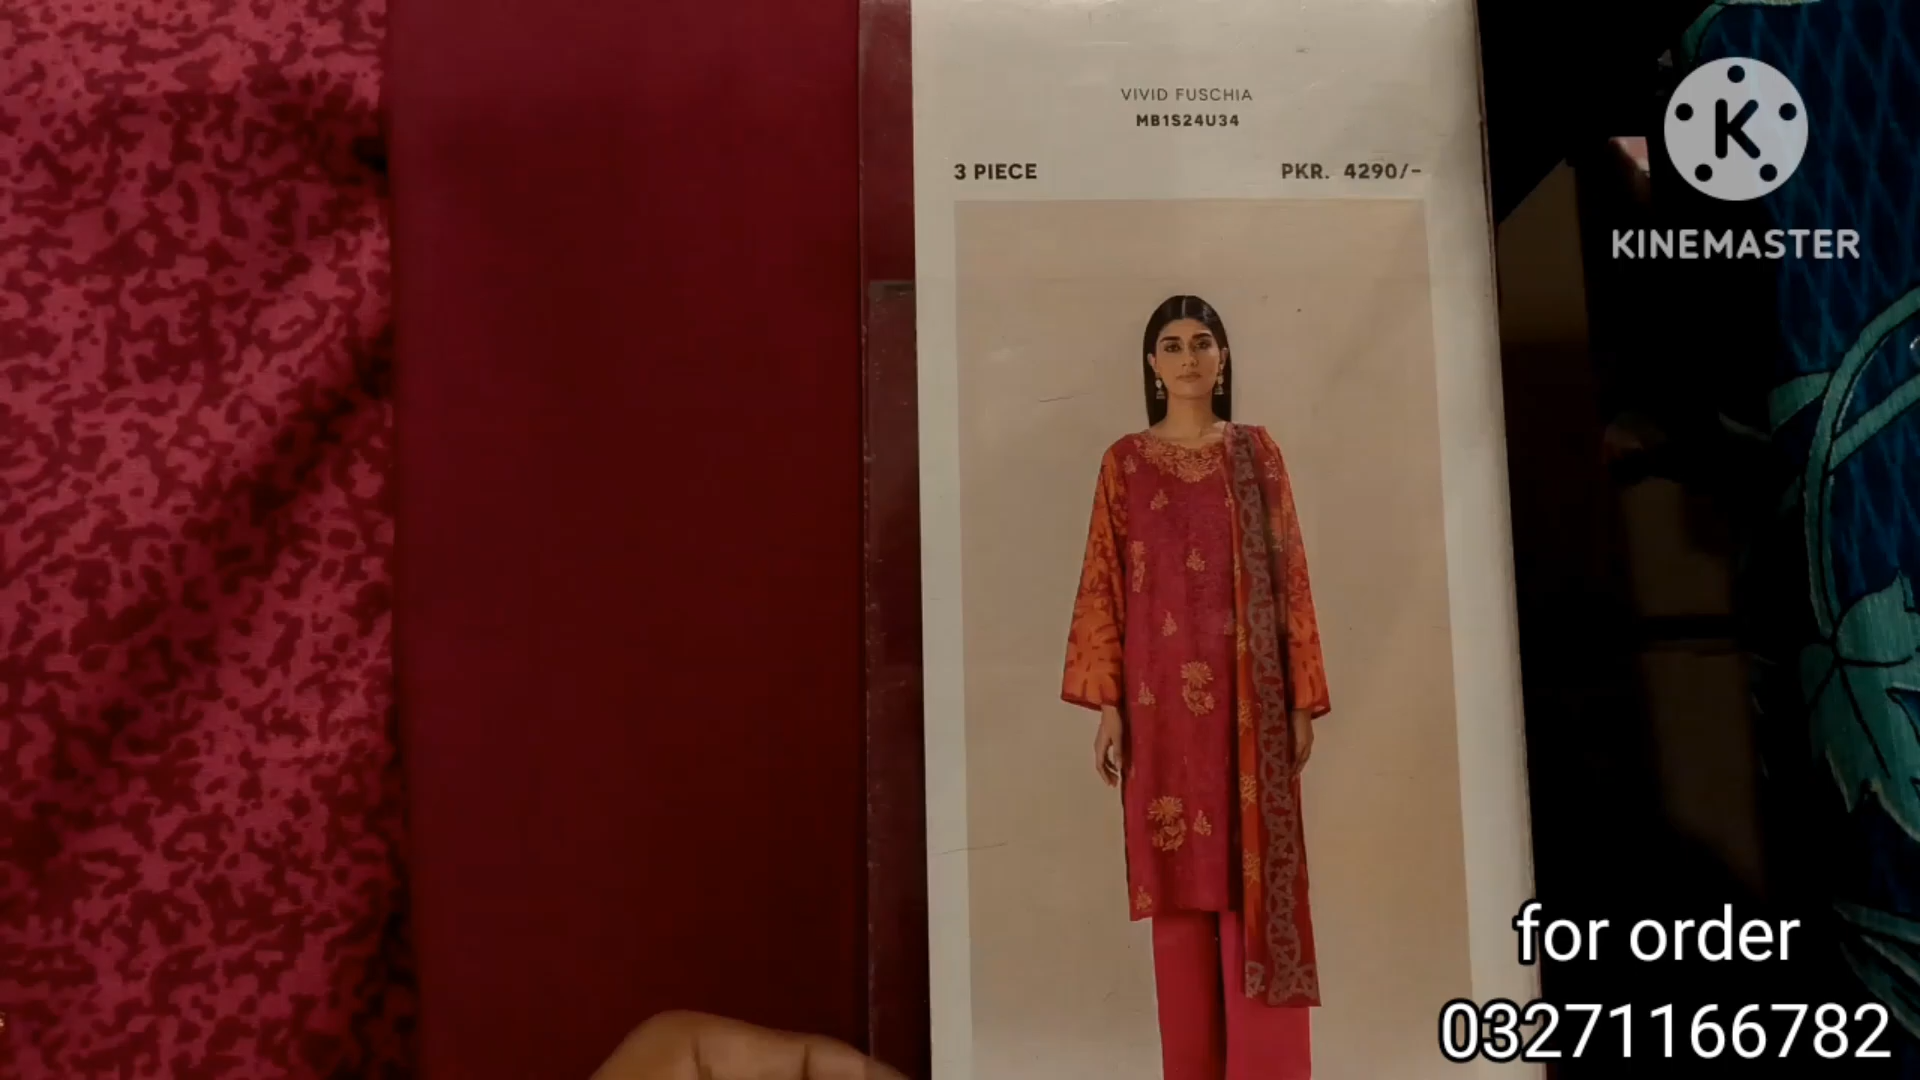 VIVID FUSCHIA
MB1S24U34
3 PIECE
PKR. 4290/-
K
KINEMASTER
for order
03271166782